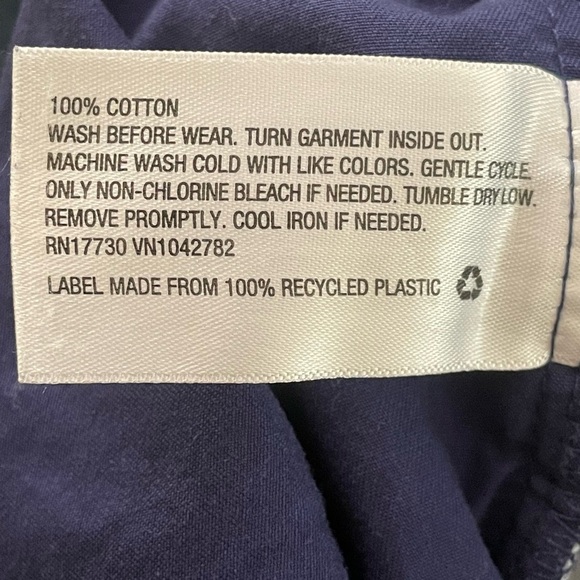 100% COTTON
WASH BEFORE WEAR. TURN GARMENT INSIDE OUT.
MACHINE WASH COLD WITH LIKE COLORS. GENTLE CYCLE.
ONLY NON-CHLORINE BLEACH IF NEEDED. TUMBLE DRY LOW.
REMOVE PROMPTLY. COOL IRON IF NEEDED.
RN17730 VN1042782
LABEL MADE FROM 100% RECYCLED PLASTIC